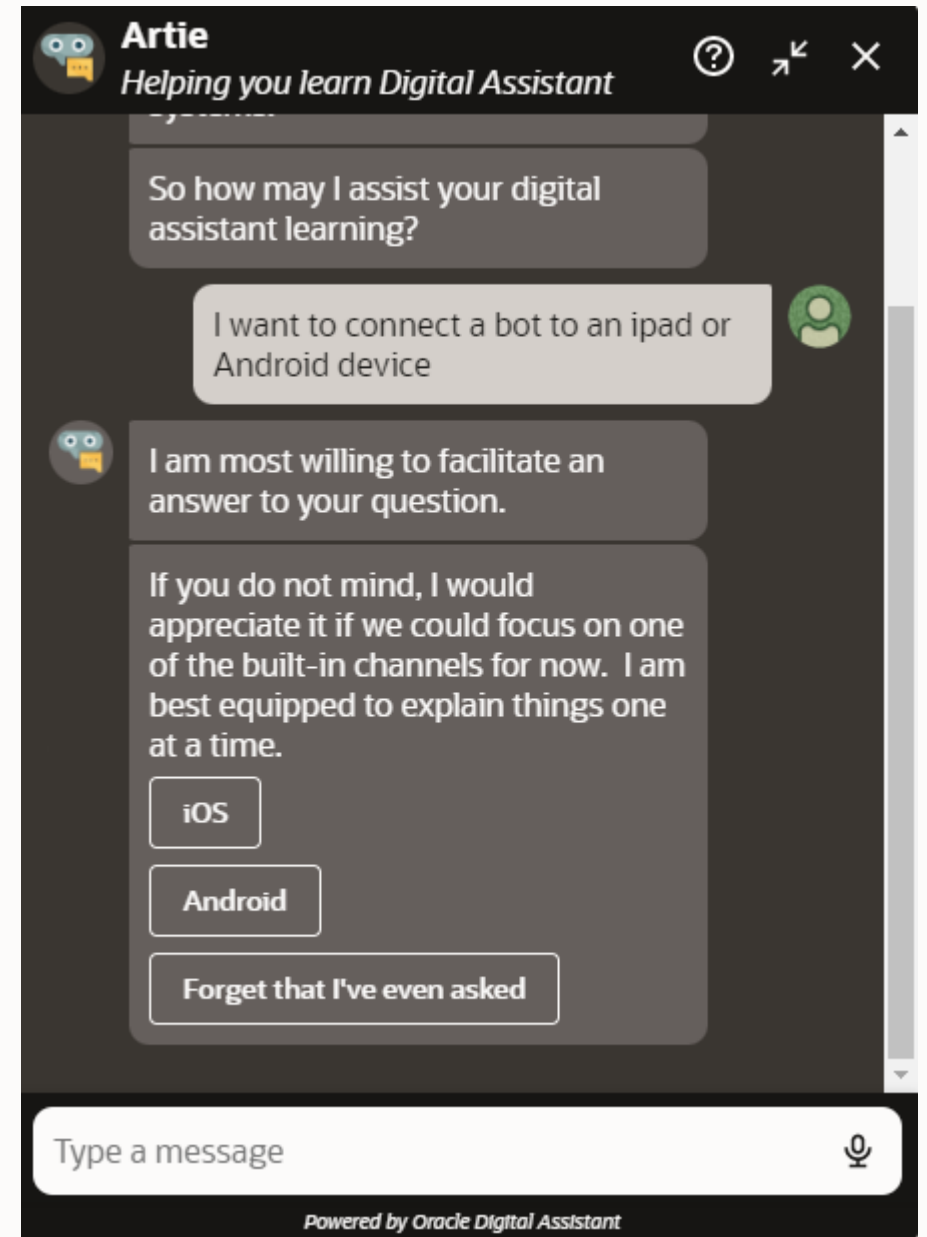 Artie
Helping you learn Digital Assistant
So how may I assist your digital
assistant learning?
I want to connect a bot to an ipad or
Android device
I am most willing to facilitate an
answer to your question.
If you do not mind, I would
appreciate it if we could focus on one
of the built-in channels for now.  I am
best equipped to explain things one
at a time.
iOS
Android
Forget that I've even asked
Type a message
Powered by Oracle Digital Assistant